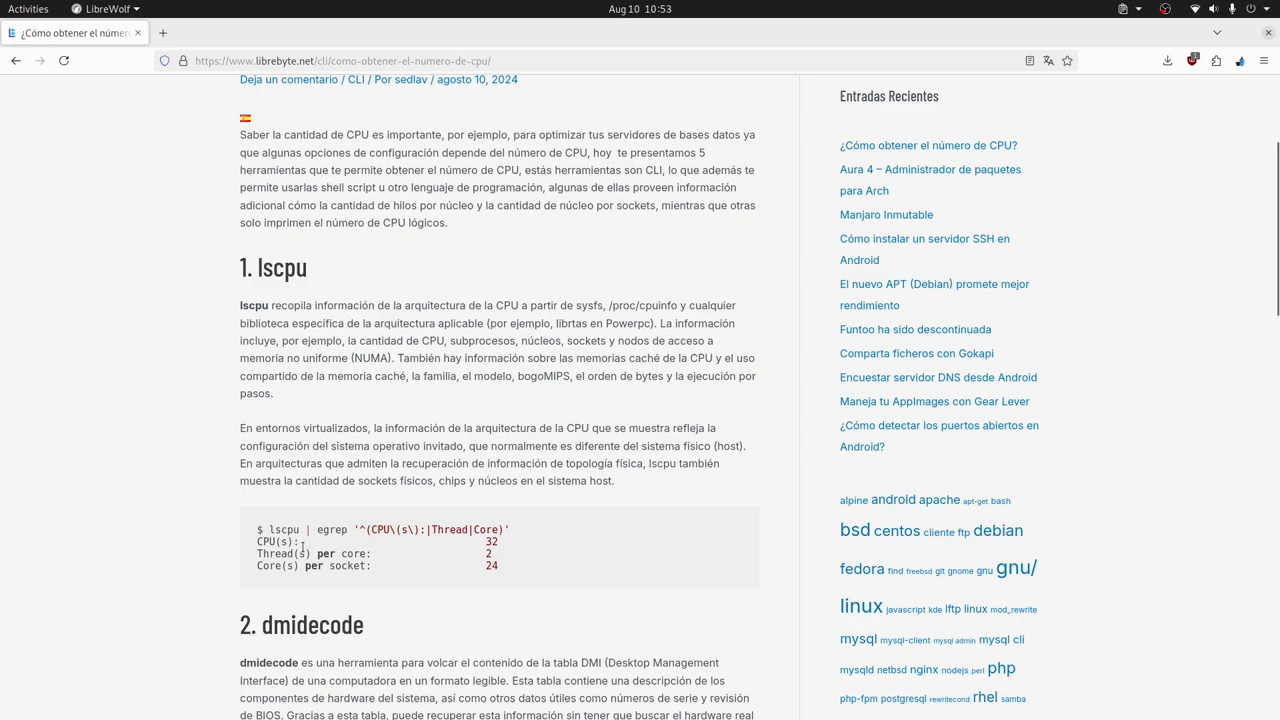 Activities
LibreWolf
Aug 10 10:53
¿Cómo obtener el número
https://www.librebyte.net/cli/como-obtener-el-numero-de-cpu/
1
Deja un comentario / CLI / Por sedlav / agosto 10, 2024
Saber la cantidad de CPU es importante, por ejemplo, para optimizar tus servidores de bases datos ya
que algunas opciones de configuración depende del número de CPU, hoy te presentamos 5
herramientas que te permite obtener el número de CPU, estás herramientas son CLI, lo que además te
permite usarlas shell script u otro lenguaje de programación, algunas de ellas proveen información
adicional cómo la cantidad de hilos por núcleo y la cantidad de núcleo por sockets, mientras que otras
solo imprimen el número de CPU lógicos.
1. lscpu
lscpu recopila información de la arquitectura de la CPU a partir de sysfs, /proc/cpuinfo y cualquier
biblioteca específica de la arquitectura aplicable (por ejemplo, librtas en Powerpc). La información
incluye, por ejemplo, la cantidad de CPU, subprocesos, núcleos, sockets y nodos de acceso a
memoria no uniforme (NUMA). También hay información sobre las memorias caché de la CPU y el uso
compartido de la memoria caché, la familia, el modelo, bogoMIPS, el orden de bytes y la ejecución por
pasos.
En entornos virtualizados, la información de la arquitectura de la CPU que se muestra refleja la
configuración del sistema operativo invitado, que normalmente es diferente del sistema físico (host).
En arquitecturas que admiten la recuperación de información de topología física, lscpu también
muestra la cantidad de sockets físicos, chips y núcleos en el sistema host.
$ lscpu | egrep '^(CPU\(s\):|Thread|Core)'
CPU(s): 32
Thread(s) per core: 2
Core(s) per socket: 24
2. dmidecode
dmidecode es una herramienta para volcar el contenido de la tabla DMI (Desktop Management
Interface) de una computadora en un formato legible. Esta tabla contiene una descripción de los
componentes de hardware del sistema, así como otros datos útiles como números de serie y revisión
de BIOS. Gracias a esta tabla, puede recuperar esta información sin tener que buscar el hardware real
Entradas Recientes
¿Cómo obtener el número de CPU?
Aura 4 – Administrador de paquetes
para Arch
Manjaro Inmutable
Cómo instalar un servidor SSH en
Android
El nuevo APT (Debian) promete mejor
rendimiento
Funtoo ha sido descontinuada
Comparta ficheros con Gokapi
Encuestar servidor DNS desde Android
Maneja tu AppImages con Gear Lever
¿Cómo detectar los puertos abiertos en
Android?
alpine android apache apt-get bash
bsd centos cliente ftp debian
fedora find freebsd git gnome gnu gnu/
linux javascript kde lftp linux mod_rewrite
mysql mysql-client mysql admin mysql cli
mysqld netbsd nginx nodejs perl php
php-fpm postgresql rewritecond rhel samba